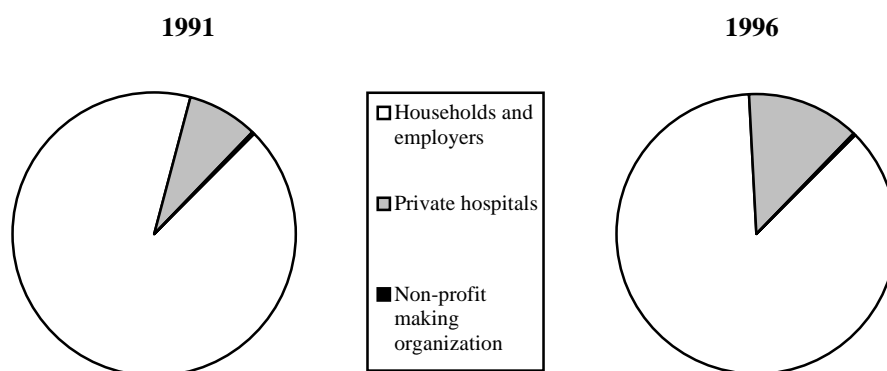 1991
1996
Households and
employers
Private hospitals
Non-profit
making
organization